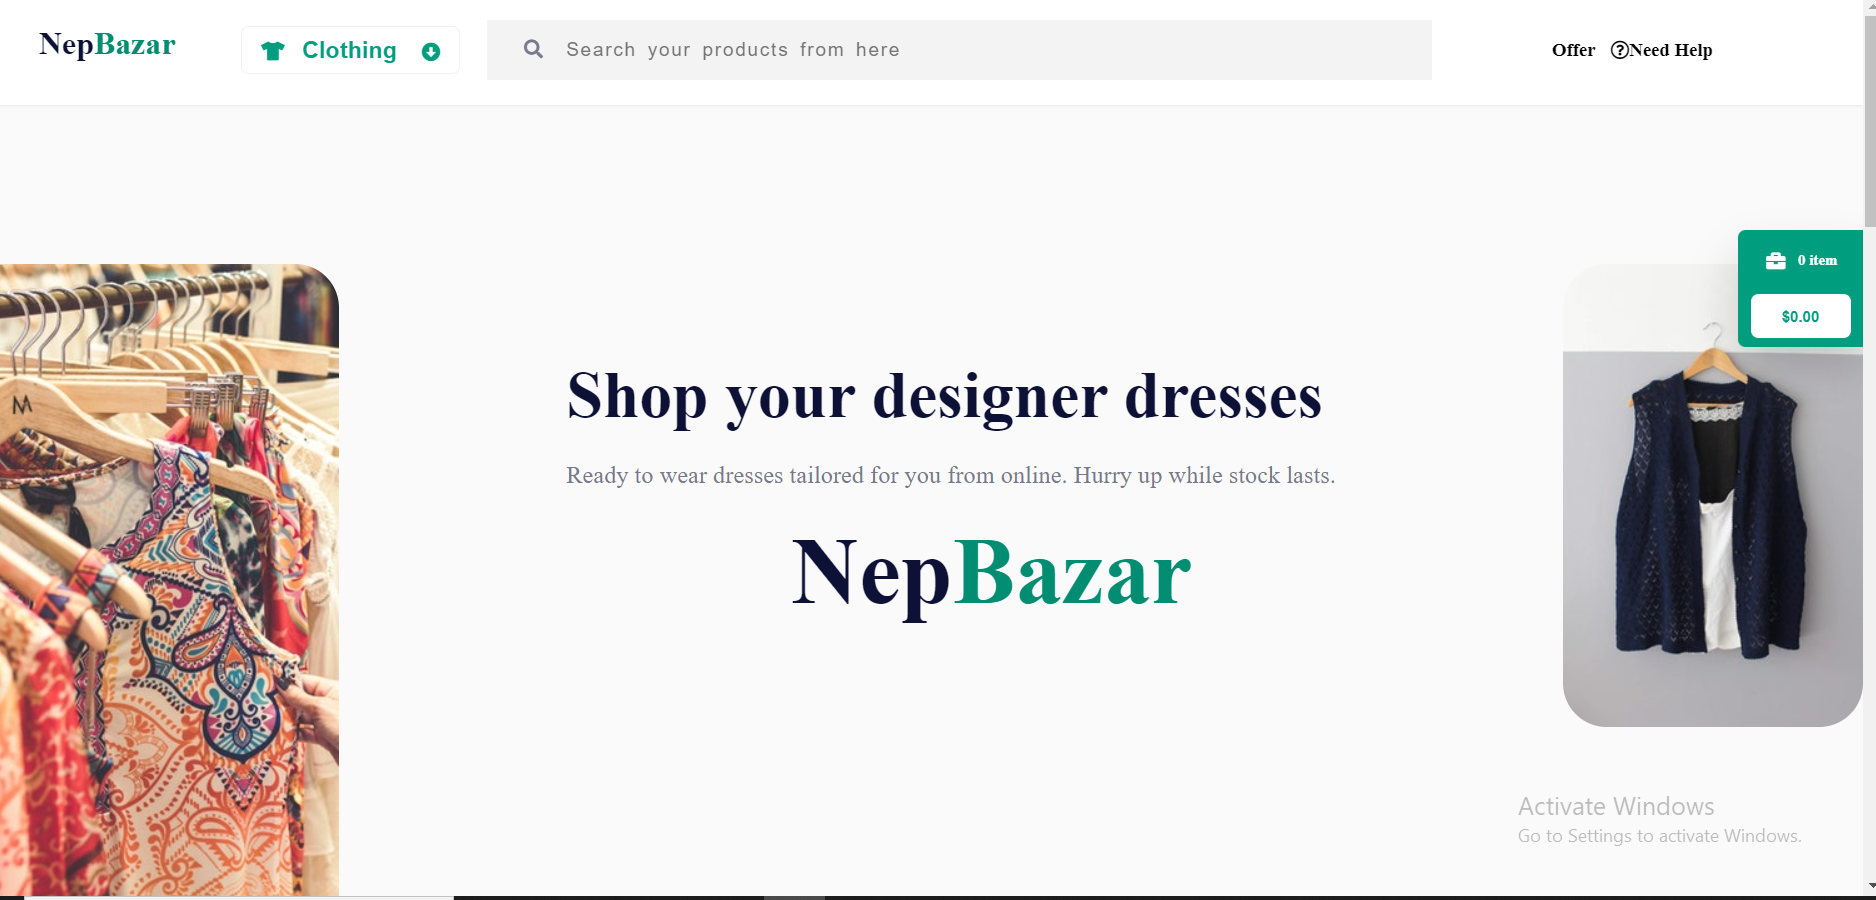 NepBazar
Clothing
Search your products from here
Offer
Need Help
0 item
$0.00
M
Shop your designer dresses
Ready to wear dresses tailored for you from online. Hurry up while stock lasts.
NepBazar
Activate Windows
Go to Settings to activate Windows.